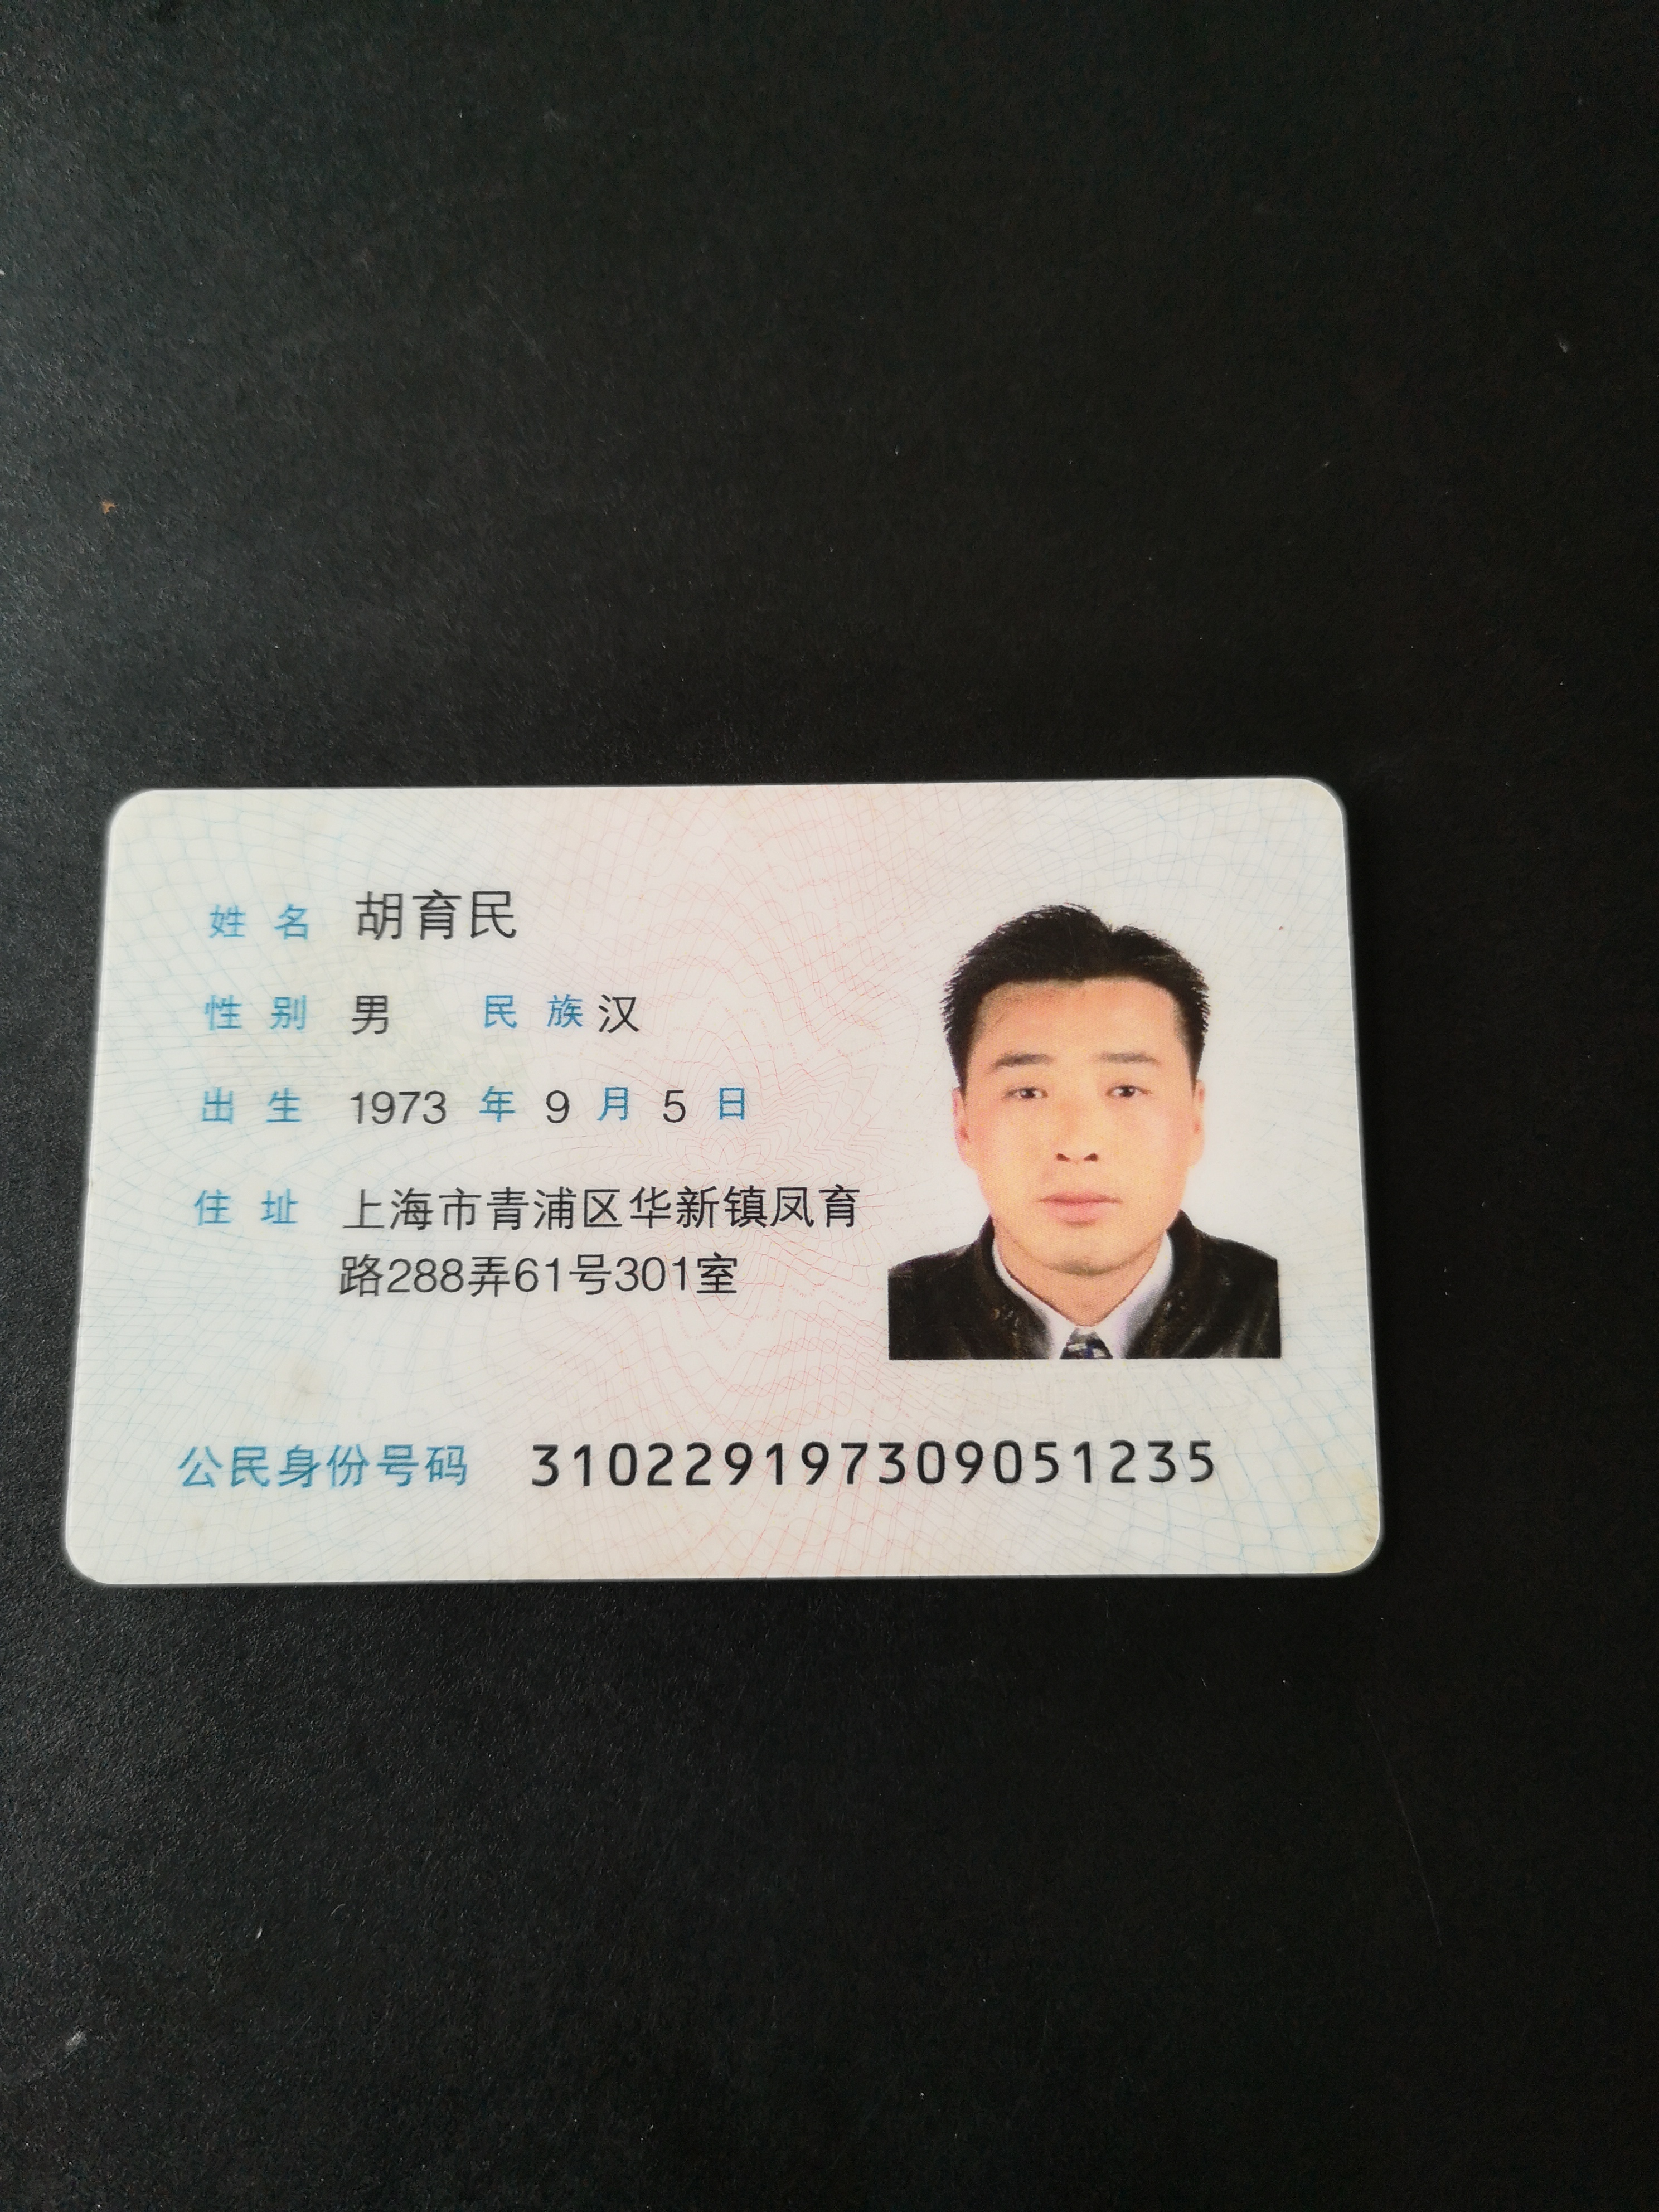 姓名 胡育民
性别 男 民族 汉
出生 1973 年 9 月 5 日
住址 上海市青浦区华新镇凤育
路288弄61号301室
公民身份号码 310229197309051235